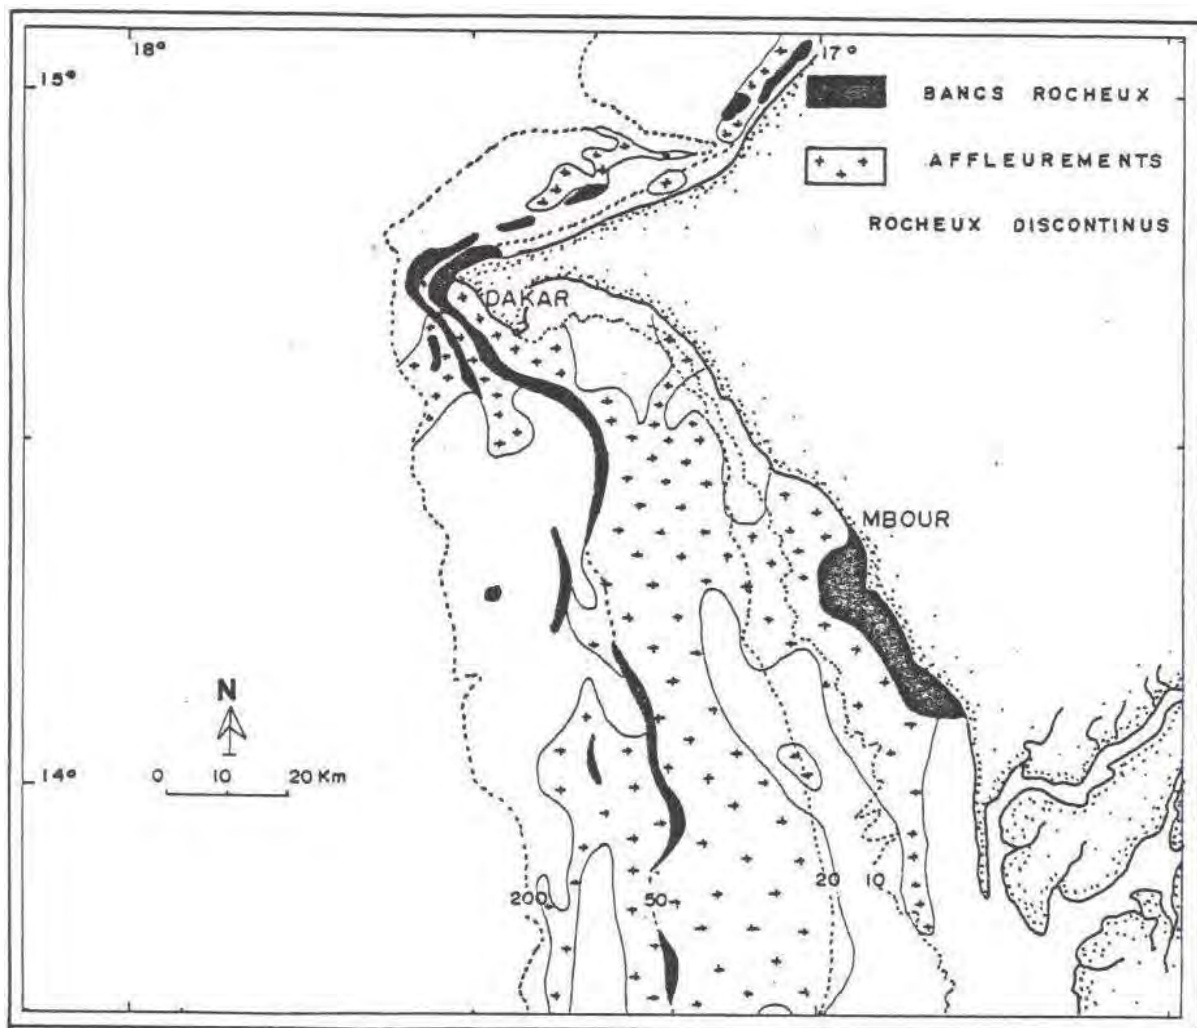 18°
17°
15°
BANCS ROCHEUX
AFFLEUREMENTS
ROCHEUX DISCONTINUS
DAKAR
MBOUR
N
14°
0 10 20 Km
200 50 20 10